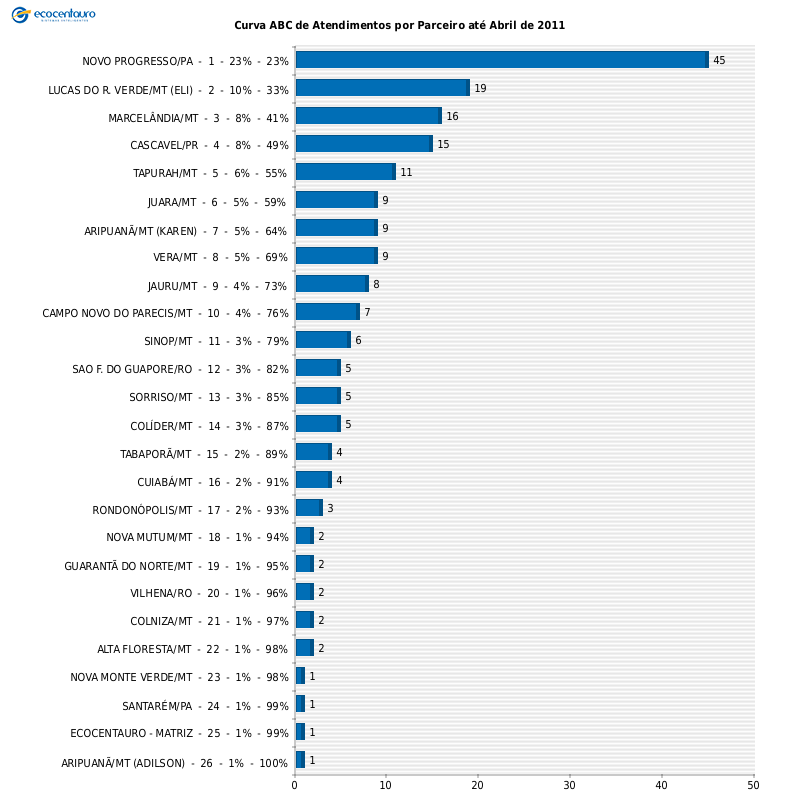 ecocentauro
Curva ABC de Atendimentos por Parceiro até Abril de 2011
NOVO PROGRESSO/PA - 1 - 23% - 23% 45
LUCAS DO R. VERDE/MT (ELI) - 2 - 10% - 33% 19
MARCELÂNDIA/MT - 3 - 8% - 41% 16
CASCAVEL/PR - 4 - 8% - 49% 15
TAPURAH/MT - 5 - 6% - 55% 11
JUARA/MT - 6 - 5% - 59% 9
ARIPUANÃ/MT (KAREN) - 7 - 5% - 64% 9
VERA/MT - 8 - 5% - 69% 9
JAURU/MT - 9 - 4% - 73% 8
CAMPO NOVO DO PARECIS/MT - 10 - 4% - 76% 7
SINOP/MT - 11 - 3% - 79% 6
SAO F. DO GUAPORE/RO - 12 - 3% - 82% 5
SORRISO/MT - 13 - 3% - 85% 5
COLÍDER/MT - 14 - 3% - 87% 5
TABAPORÃ/MT - 15 - 2% - 89% 4
CUIABÁ/MT - 16 - 2% - 91% 4
RONDONÓPOLIS/MT - 17 - 2% - 93% 3
NOVA MUTUM/MT - 18 - 1% - 94% 2
GUARANTÃ DO NORTE/MT - 19 - 1% - 95% 2
VILHENA/RO - 20 - 1% - 96% 2
COLNIZA/MT - 21 - 1% - 97% 2
ALTA FLORESTA/MT - 22 - 1% - 98% 2
NOVA MONTE VERDE/MT - 23 - 1% - 98% 1
SANTARÉM/PA - 24 - 1% - 99% 1
ECOCENTAURO - MATRIZ - 25 - 1% - 99% 1
ARIPUANÃ/MT (ADILSON) - 26 - 1% - 100% 1
0 10 20 30 40 50